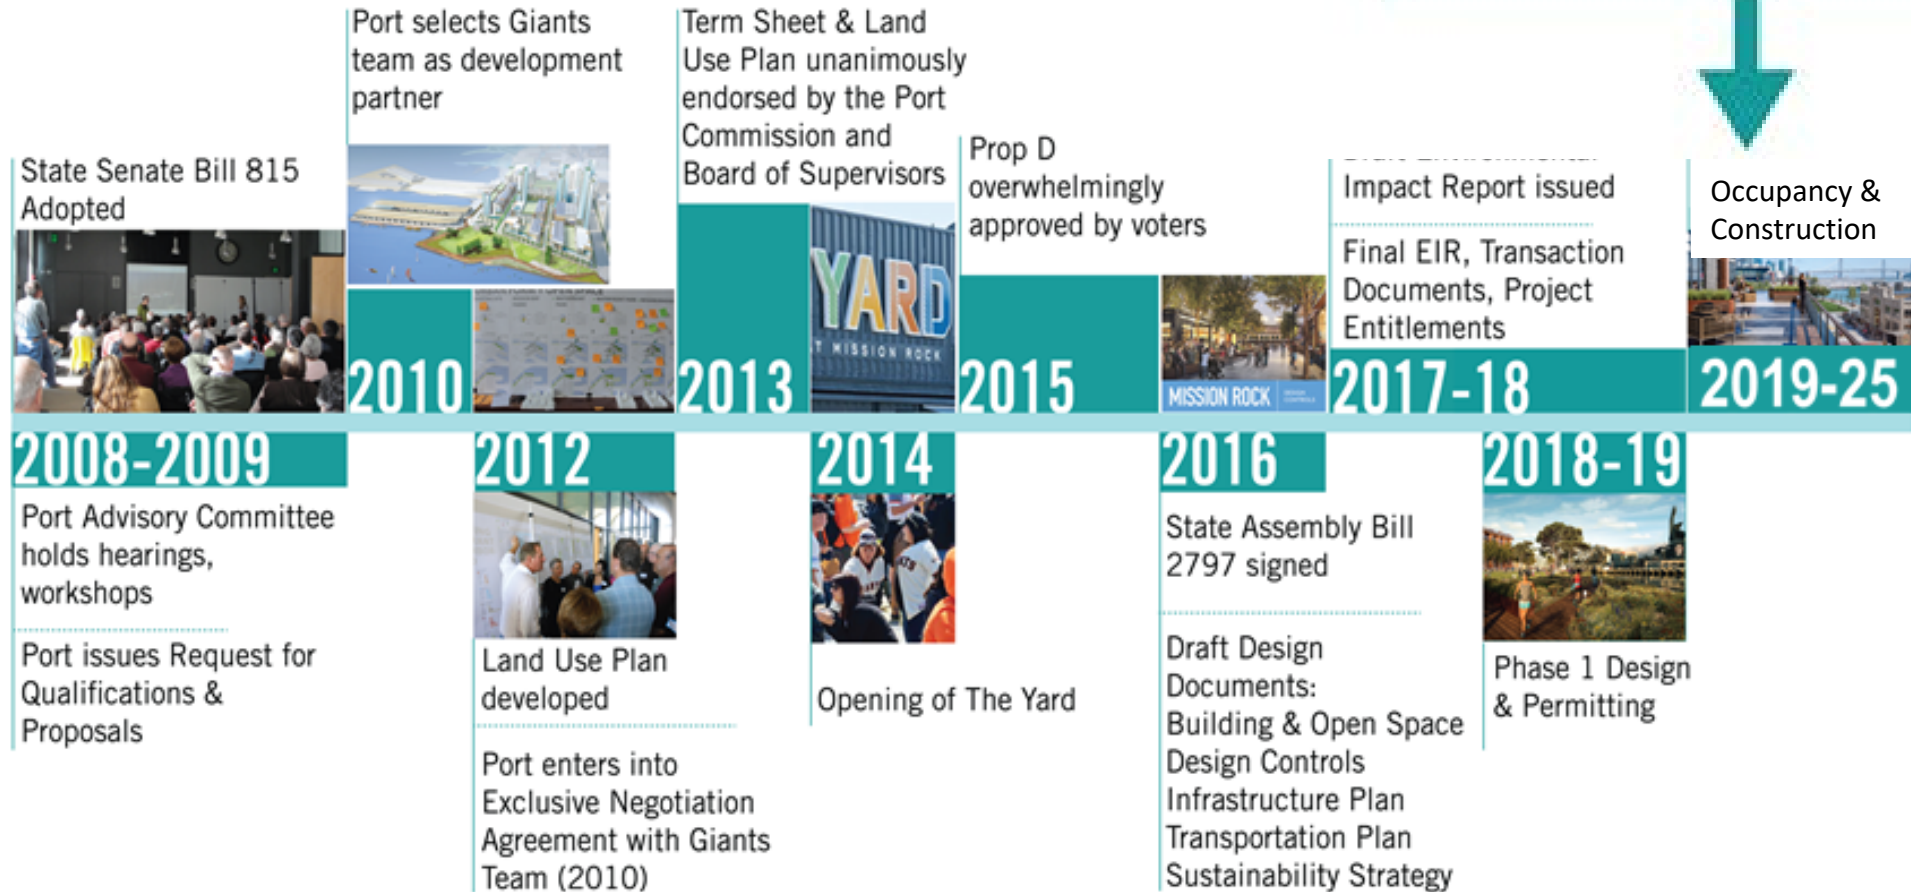 Port selects Giants
team as development
partner
Term Sheet & Land
Use Plan unanimously
endorsed by the Port
Commission and
Board of Supervisors
State Senate Bill 815
Adopted
Prop D
overwhelmingly
approved by voters
Impact Report issued
Final EIR, Transaction
Documents, Project
Entitlements
Occupancy &
Construction
YARD
T MISSION ROCK
MISSION ROCK
2010
2013
2015
2017-18
2019-25
2008-2009
2012
2014
2016
2018-19
Port Advisory Committee
holds hearings,
workshops
Port issues Request for
Qualifications &
Proposals
Land Use Plan
developed
Port enters into
Exclusive Negotiation
Agreement with Giants
Team (2010)
Opening of The Yard
State Assembly Bill
2797 signed
Draft Design
Documents:
Building & Open Space
Design Controls
Infrastructure Plan
Transportation Plan
Sustainability Strategy
Phase 1 Design
& Permitting